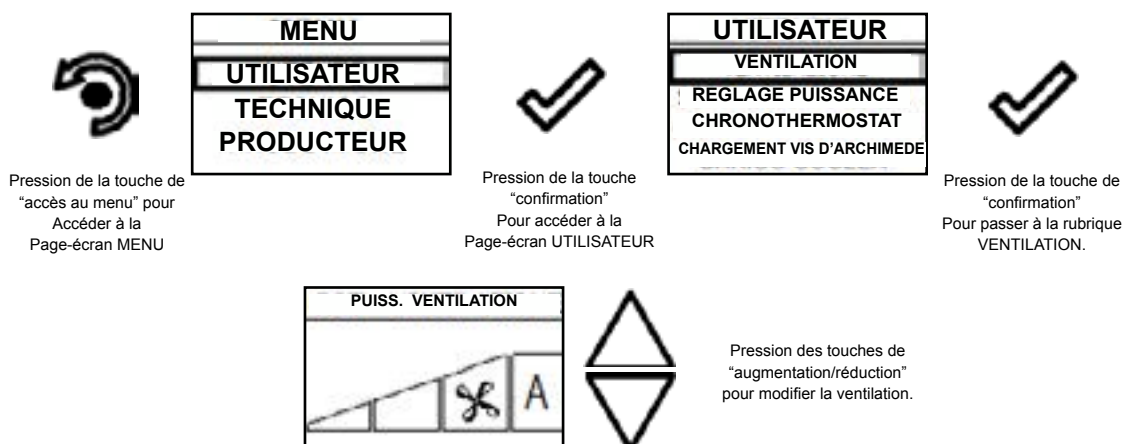 MENU
UTILISATEUR
TECHNIQUE
PRODUCTEUR
UTILISATEUR
VENTILATION
REGLAGE PUISSANCE
CHRONOTHERMOSTAT
CHARGEMENT VIS D’ARCHIMEDE
Pression de la touche de
“accès au menu” pour
Accéder à la
Page-écran MENU
Pression de la touche
“confirmation”
Pour accéder à la
Page-écran UTILISATEUR
Pression de la touche de
“confirmation”
Pour passer à la rubrique
VENTILATION.
PUISS. VENTILATION
A
Pression des touches de
“augmentation/réduction”
pour modifier la ventilation.